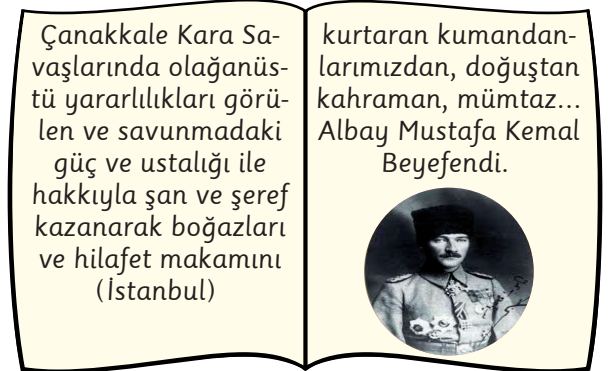 Çanakkale Kara Sa-
vaşlarında olağanüs-
tü yararlılıkları görü-
len ve savunmadaki
güç ve ustalığı ile
hakkıyla şan ve şeref
kazanarak boğazları
ve hilafet makamını
(İstanbul)
kurtaran kumandan-
larımızdan, doğuştan
kahraman, mümtaz...
Albay Mustafa Kemal
Beyefendi.